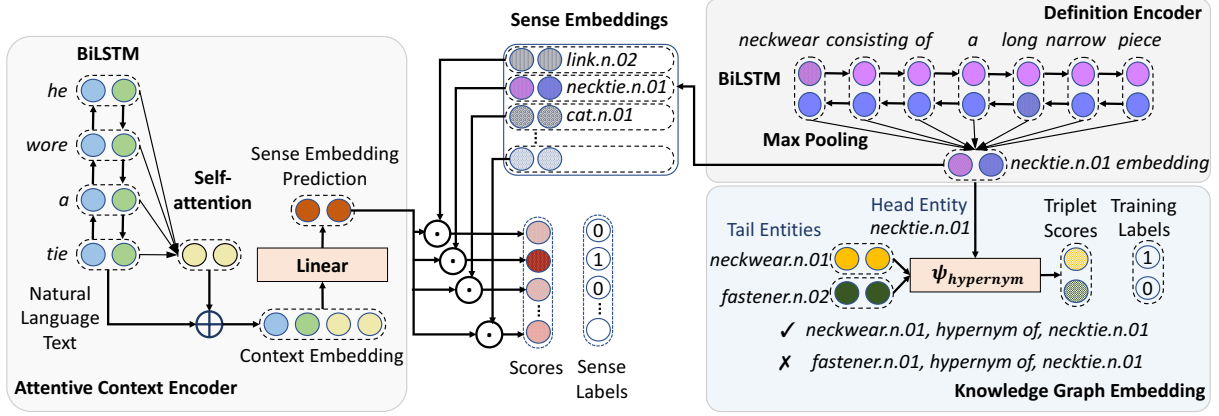 BiLSTM
he
wore
a
tie
Natural
Language
Text
Self-
attention
Sense Embedding
Prediction
Linear
Context Embedding
Attentive Context Encoder
Sense Embeddings
link.n.02
necktie.n.01
cat.n.01
Scores
0
1
0
Sense
Labels
Definition Encoder
neckwear consisting of a long narrow piece
BiLSTM
Max Pooling
necktie.n.01 embedding
Head Entity
necktie.n.01
Tail Entities
neckwear.n.01
fastener.n.02
ψhypernym
Triplet
Scores
Training
Labels
1
0
✓ neckwear.n.01, hypernym of, necktie.n.01
✗ fastener.n.01, hypernym of, necktie.n.01
Knowledge Graph Embedding